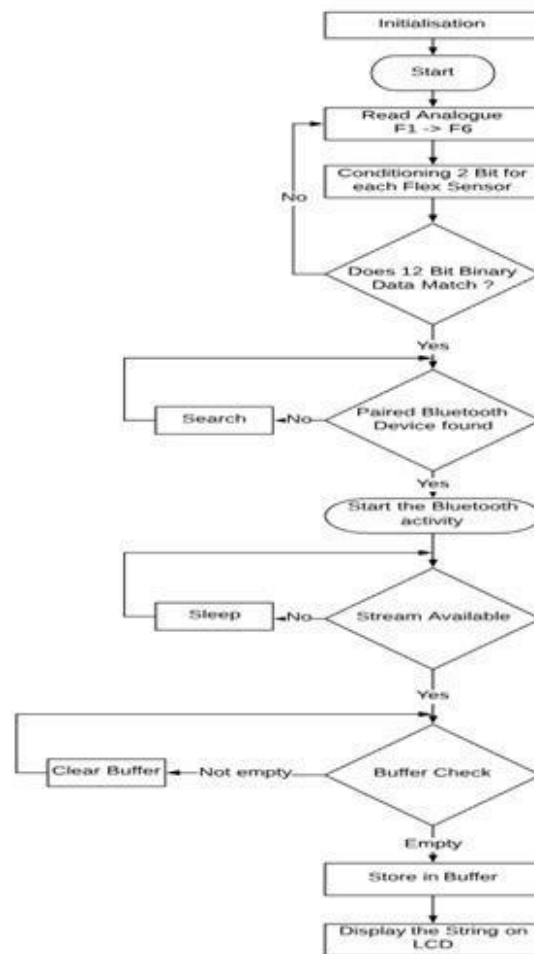 Initialisation
Start
Read Analogue
F1 -> F6
Conditioning 2 Bit for
each Flex Sensor
No
Does 12 Bit Binary
Data Match ?
Yes
Paired Bluetooth
Device found
No
Search
Yes
Start the Bluetooth
activity
Stream Available
No
Sleep
Yes
Buffer Check
Not empty
Clear Buffer
Empty
Store in Buffer
Display the String on
LCD